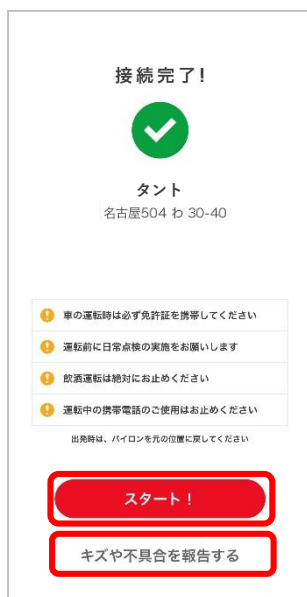 接続完了!
タント
名古屋504 わ 30-40
車の運転時は必ず免許証を携帯してください
運転前に日常点検の実施をお願いします
飲酒運転は絶対にお止めください
運転中の携帯電話のご使用はお止めください
出発時は、パイロンを元の位置に戻してください
スタート！
キズや不具合を報告する